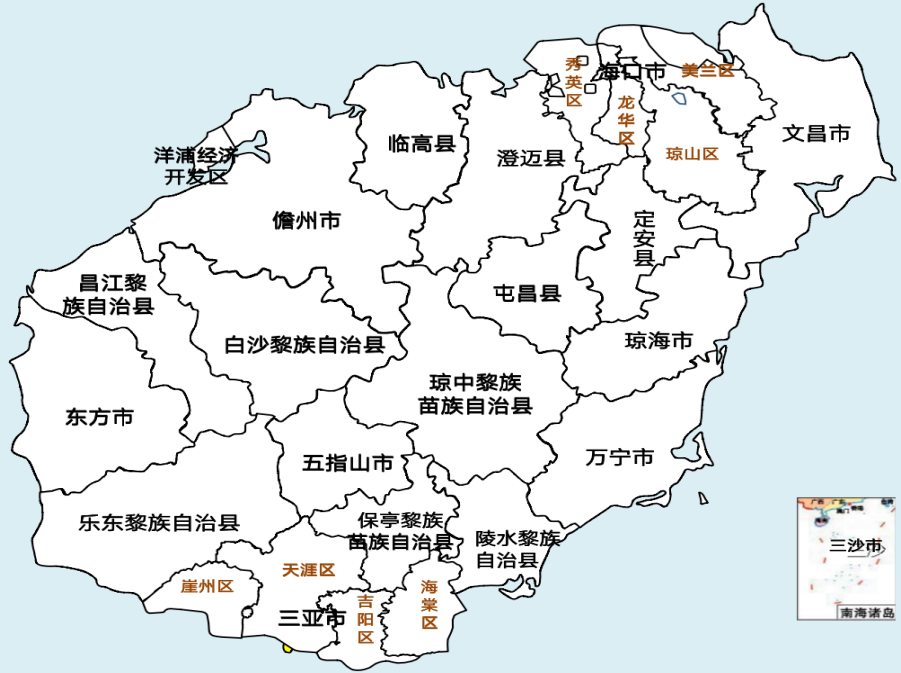 秀英区
海口市
美兰区
龙华区
琼山区
文昌市
临高县
澄迈县
洋浦经济
开发区
儋州市
定安县
昌江黎
族自治县
屯昌县
白沙黎族自治县
琼海市
琼中黎族
苗族自治县
东方市
五指山市
万宁市
乐东黎族自治县
保亭黎族
苗族自治县
陵水黎族
自治县
天涯区
崖州区
海棠区
吉阳区
三亚市
三沙市
南海诸岛